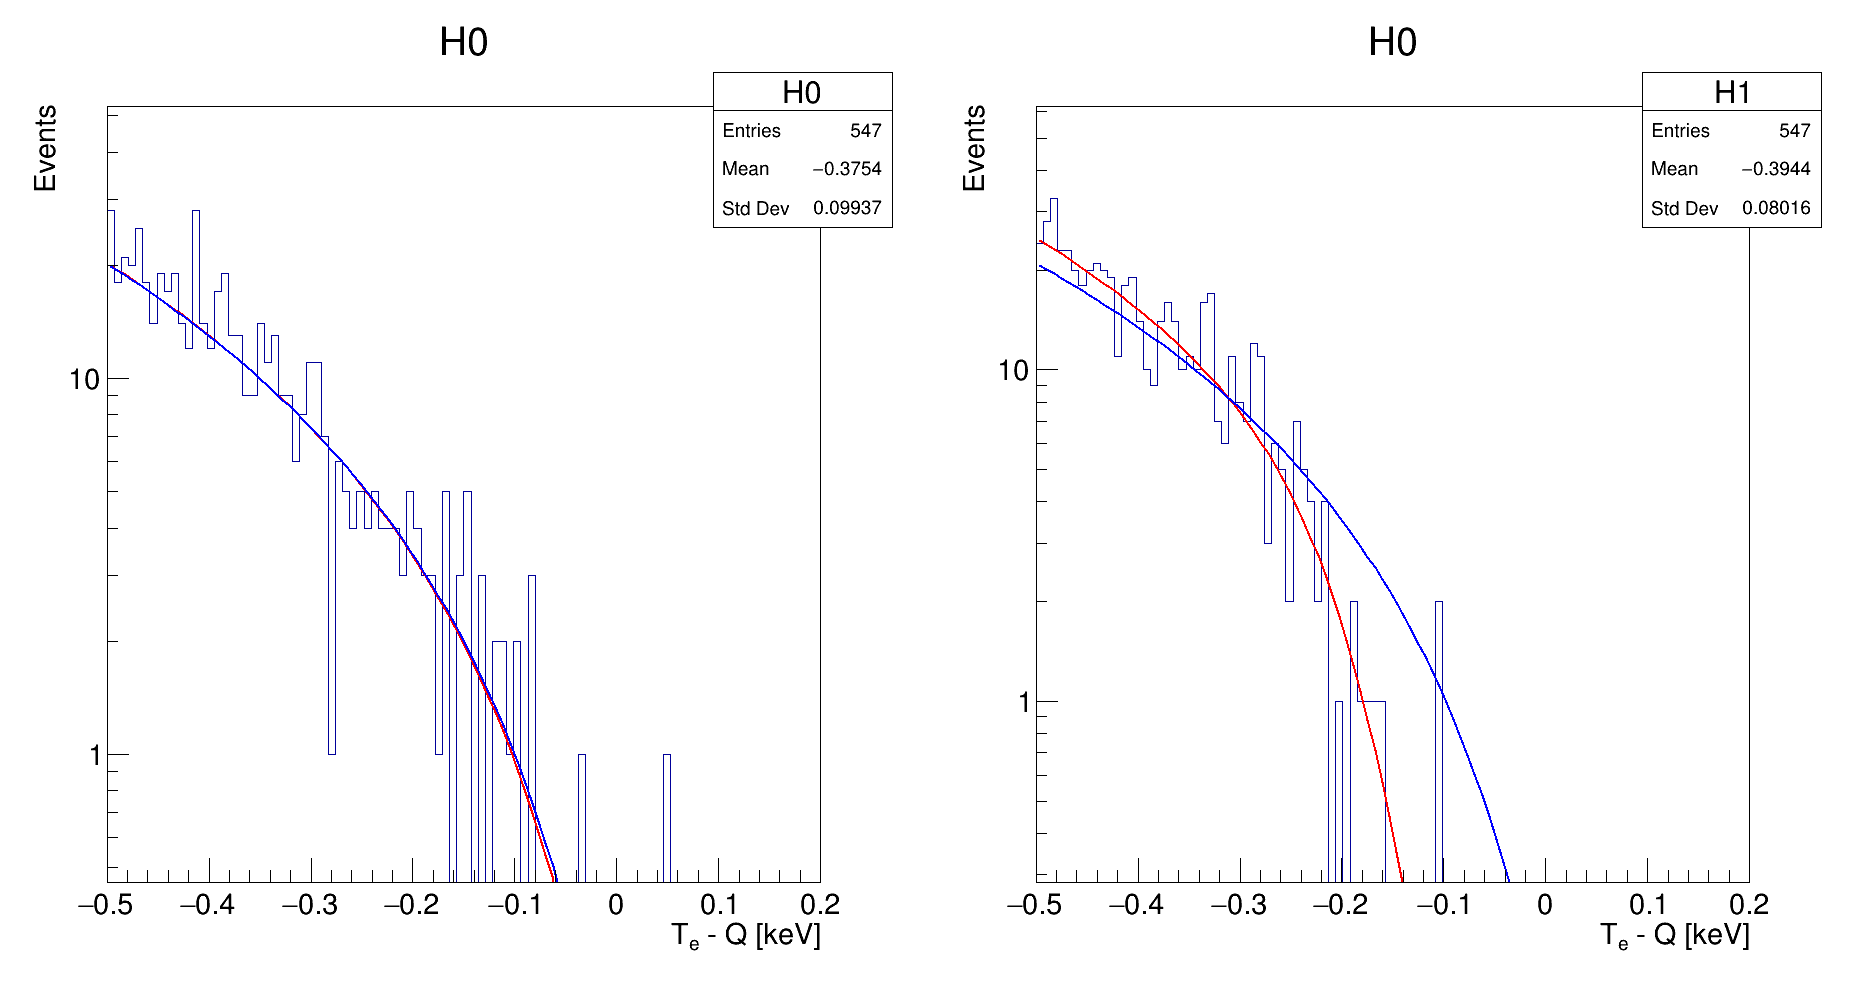 H0
Events
H0
Entries 547
Mean −0.3754
Std Dev 0.09937
10
1
−0.5 −0.4 −0.3 −0.2 −0.1 0 0.1 0.2
Te - Q [keV]
H0
Events
H1
Entries 547
Mean −0.3944
Std Dev 0.08016
10
1
−0.5 −0.4 −0.3 −0.2 −0.1 0 0.1 0.2
Te - Q [keV]